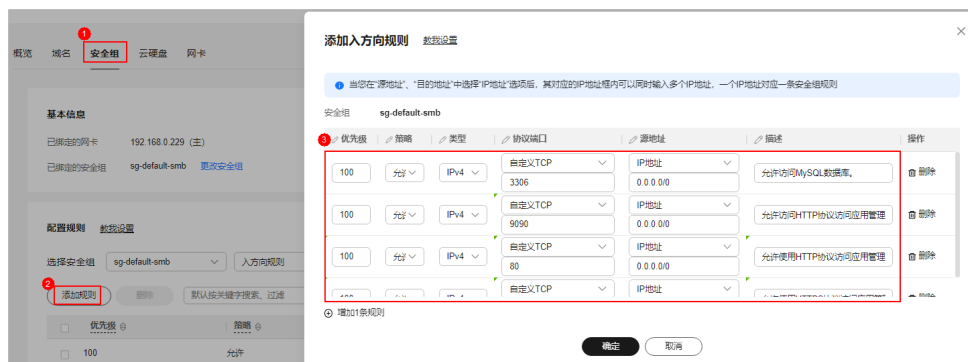 1
概览 域名 安全组 云硬盘 网卡
基本信息
已绑定的网卡 192.168.0.229 (主)
已绑定的安全组 sg-default-smb 更改安全组
配置规则 教我设置
选择安全组 sg-default-smb 入方向规则
2
添加规则 删除 默认按关键字搜索、过滤
优先级 策略
100 允许
添加入方向规则 教我设置
当您在“源地址”、“目的地址”中选择“IP地址”选项后，其对应的IP地址框内可以同时输入多个IP地址，一个IP地址对应一条安全组规则
安全组 sg-default-smb
3 优先级 策略 类型 协议端口 源地址 描述 操作
100 允许 IPv4 自定义TCP IP地址 允许访问MySQL数据库。 删除
3306 0.0.0.0/0
100 允许 IPv4 自定义TCP IP地址 允许访问HTTP协议访问应用管理 删除
9090 0.0.0.0/0
100 允许 IPv4 自定义TCP IP地址 允许使用HTTP协议访问应用管理 删除
80 0.0.0.0/0
自定义TCP IP地址
增加1条规则
确定 取消